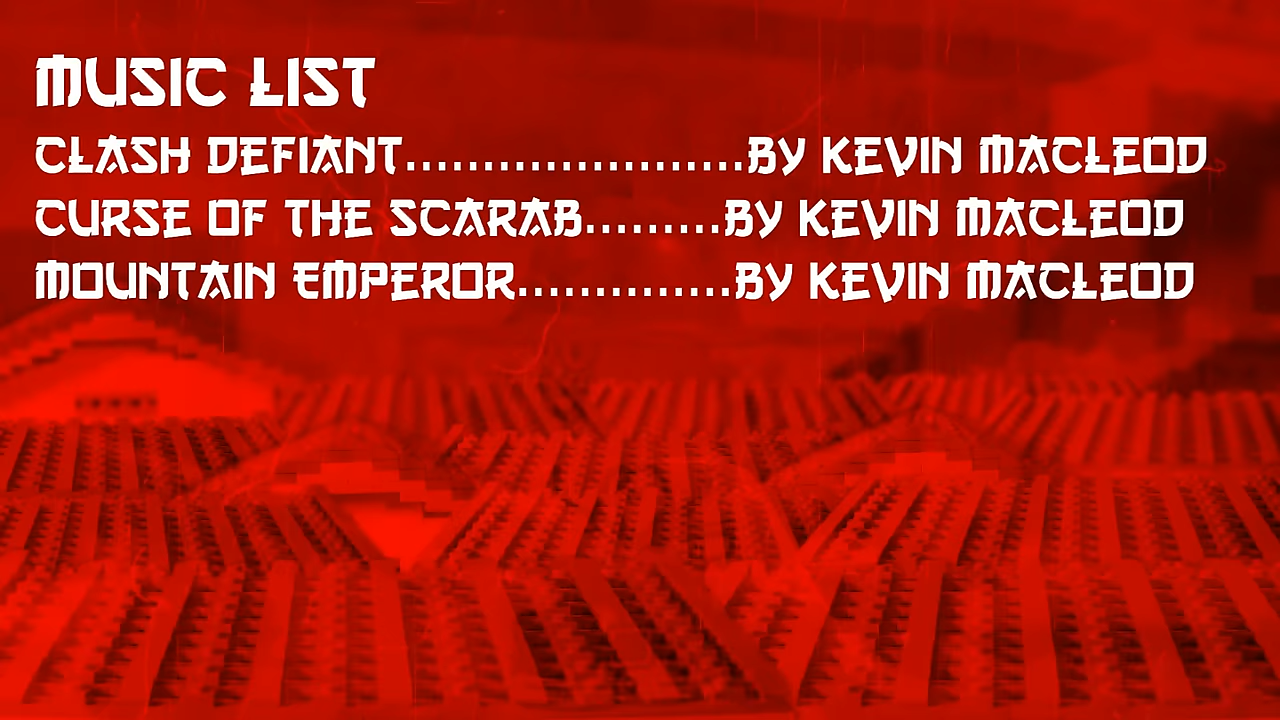 MUSIC LIST
CLASH DEFIANT......................BY KEVIN MACLEOD
CURSE OF THE SCARAB.........BY KEVIN MACLEOD
MOUNTAIN EMPEROR..............BY KEVIN MACLEOD